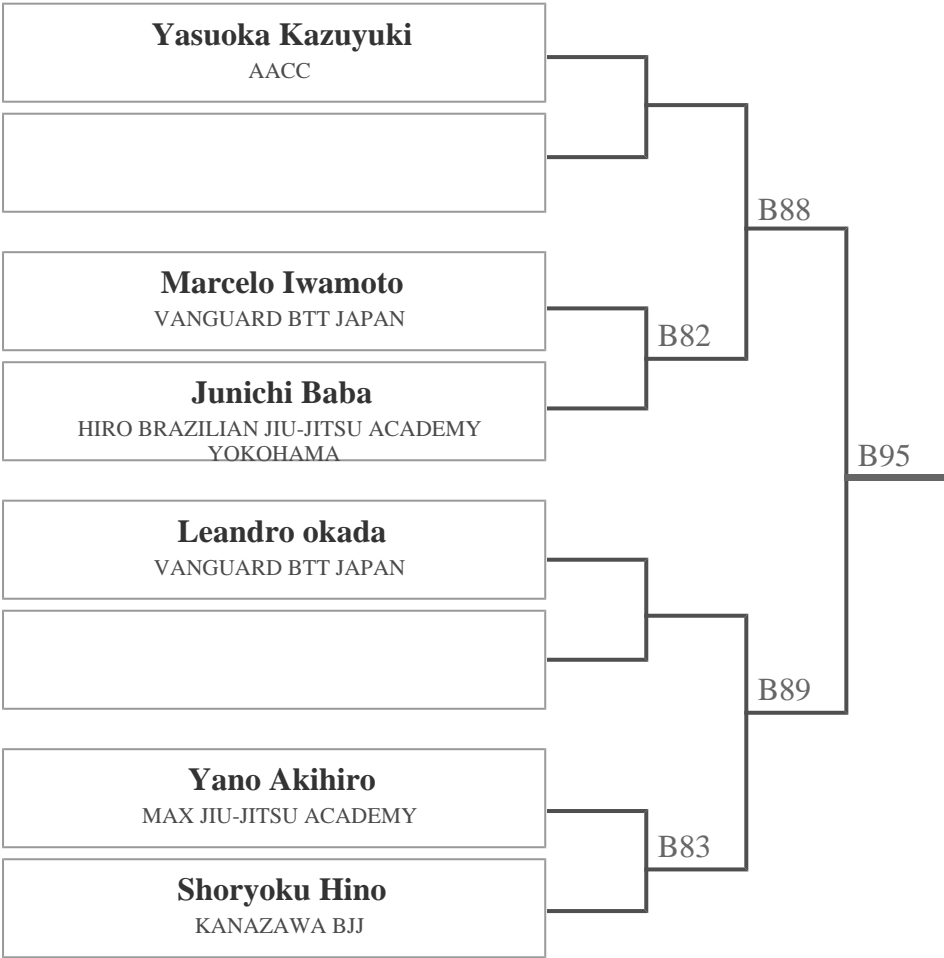 Yasuoka Kazuyuki
AACC
B88
Marcelo Iwamoto
VANGUARD BTT JAPAN
B82
Junichi Baba
HIRO BRAZILIAN JIU-JITSU ACADEMY
YOKOHAMA
B95
Leandro okada
VANGUARD BTT JAPAN
B89
Yano Akihiro
MAX JIU-JITSU ACADEMY
B83
Shoryoku Hino
KANAZAWA BJJ